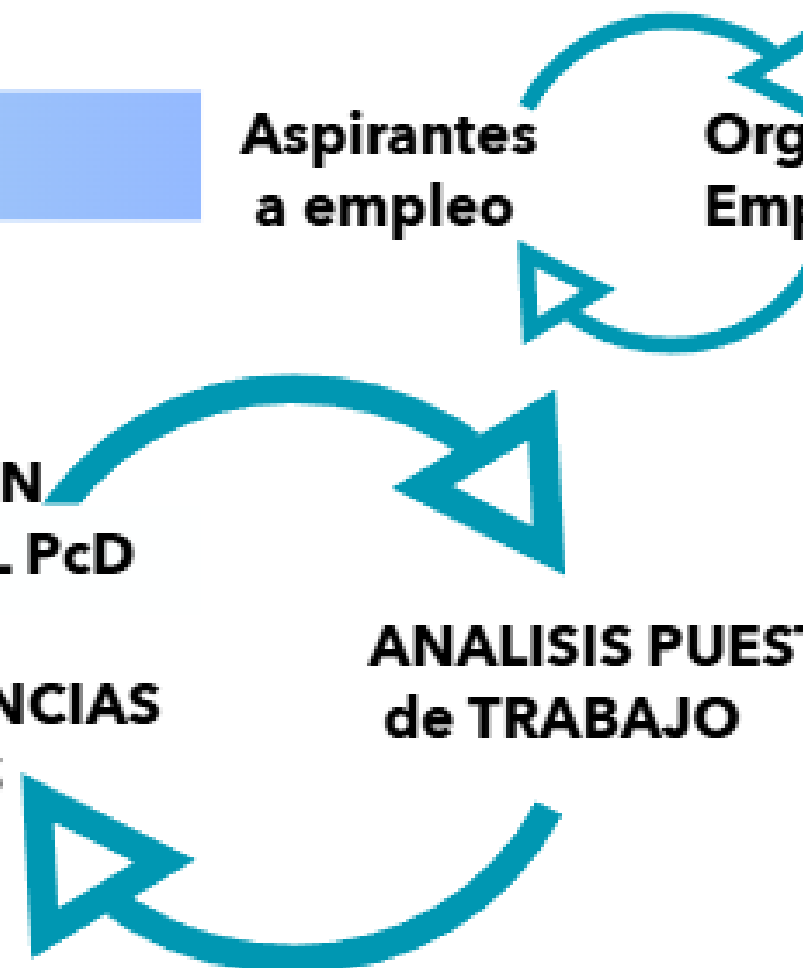 Aspirantes Org
a empleo Emp
N
L PcD
ANALISIS PUEST
NCIAS
de TRABAJO